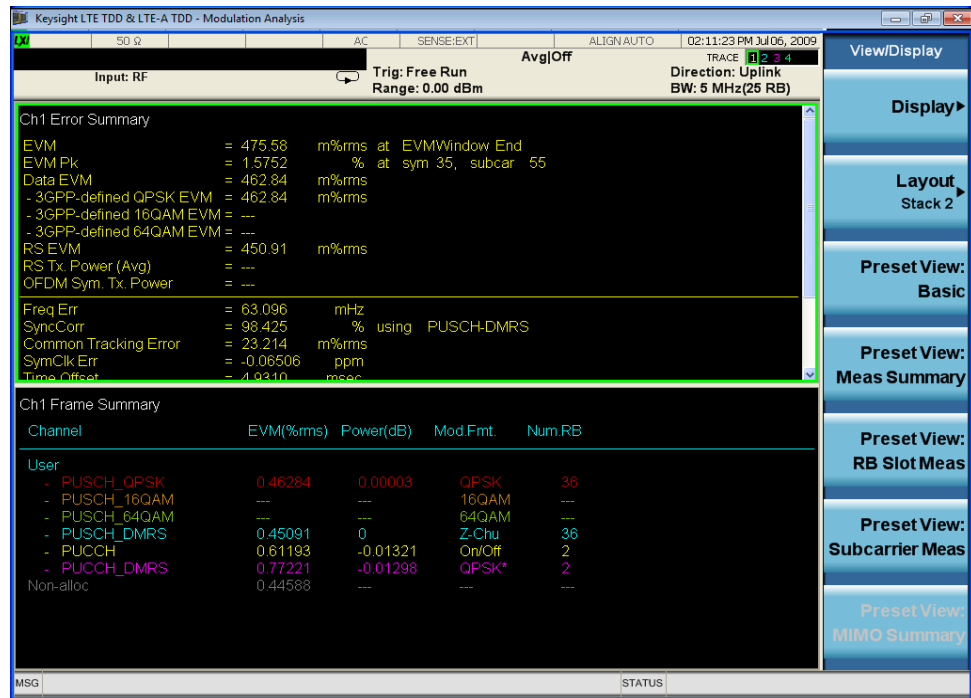 Keysight LTE TDD & LTE-A TDD - Modulation Analysis
LXI 50 Ω AC SENSE:EXT ALIGN AUTO 02:11:23 PM Jul 06, 2009
Avg|Off
TRACE 1 2 3 4
Input: RF
Trig: Free Run
Range: 0.00 dBm
Direction: Uplink
BW: 5 MHz(25 RB)
Ch1 Error Summary
EVM = 475.58 m%rms at EVMWindow End
EVM Pk = 1.5752 % at sym 35, subcar 55
Data EVM = 462.84 m%rms
- 3GPP-defined QPSK EVM = 462.84 m%rms
- 3GPP-defined 16QAM EVM = ---
- 3GPP-defined 64QAM EVM = ---
RS EVM = 450.91 m%rms
RS Tx. Power (Avg) = ---
OFDM Sym. Tx. Power = ---
Freq Err = 63.096 mHz
SyncCorr = 98.425 % using PUSCH-DMRS
Common Tracking Error = 23.214 m%rms
SymClk Err = -0.06506 ppm
Time Offset = 4.9310 msec
Ch1 Frame Summary
Channel EVM(%rms) Power(dB) Mod.Fmt. Num.RB
User
- PUSCH_QPSK 0.46284 0.00003 QPSK 36
- PUSCH_16QAM --- --- 16QAM ---
- PUSCH_64QAM --- --- 64QAM ---
- PUSCH_DMRS 0.45091 0 Z-Chu 36
- PUCCH 0.61193 -0.01321 On/Off 2
- PUCCH_DMRS 0.77221 -0.01298 QPSK* 2
Non-alloc 0.44588 --- --- ---
MSG STATUS
View/Display
Display
Layout
Stack 2
Preset View:
Basic
Preset View:
Meas Summary
Preset View:
RB Slot Meas
Preset View:
Subcarrier Meas
Preset View:
MIMO Summary